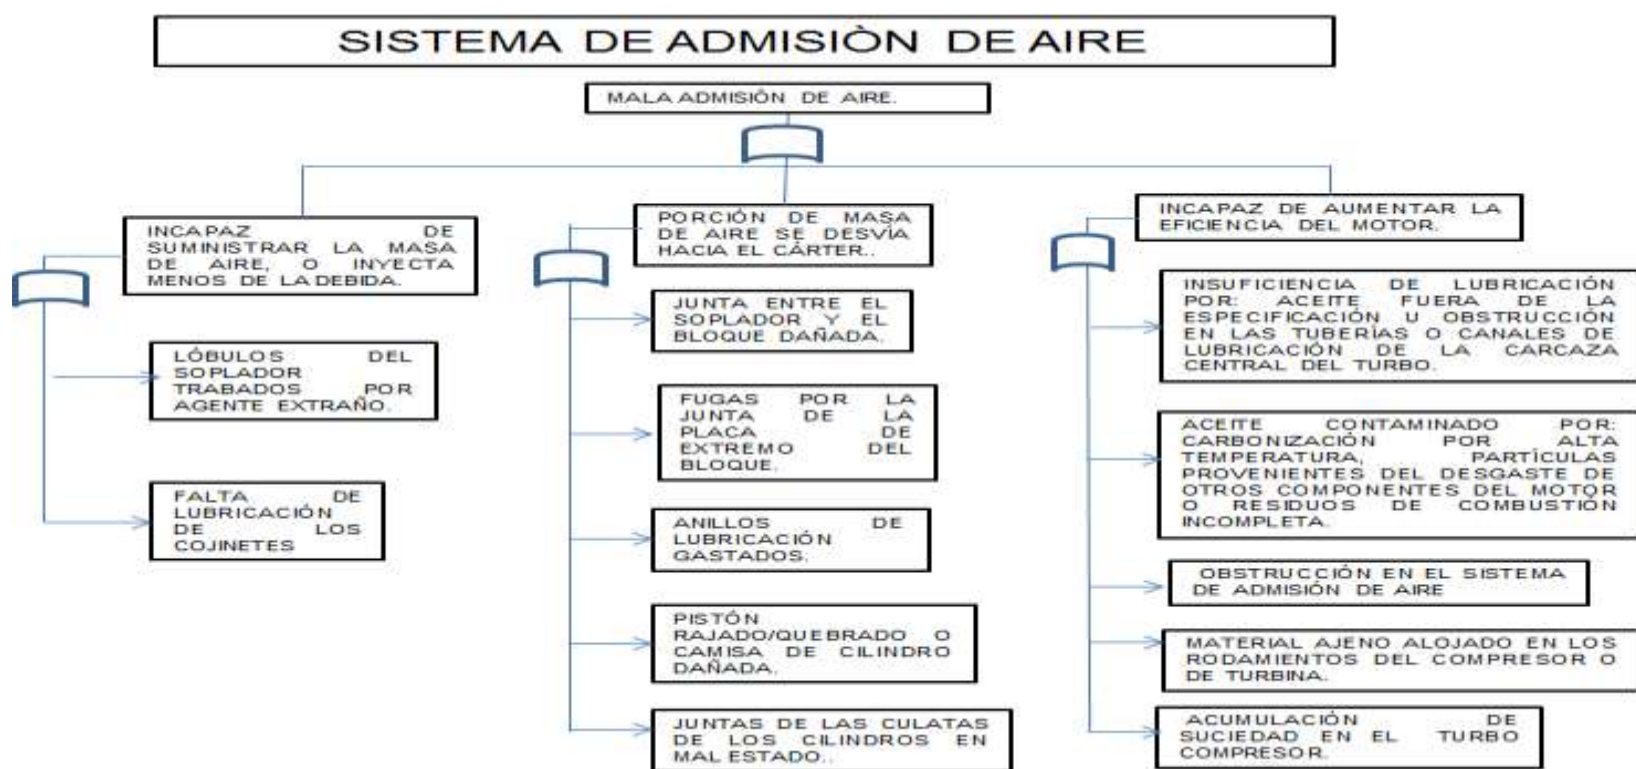 SISTEMA DE ADMISIÒN DE AIRE
MALA ADMISIÓN DE AIRE.
INCAPAZ DE
SUMINISTRAR LA MASA
DE AIRE, O INYECTA
MENOS DE LA DEBIDA.
LÓBULOS DEL
SOPLADOR
TRABADOS POR
AGENTE EXTRAÑO.
FALTA DE
LUBRICACIÓN
DE LOS
COJINETES
PORCIÓN DE MASA
DE AIRE SE DESVÍA
HACIA EL CÁRTER..
JUNTA ENTRE EL
SOPLADOR Y EL
BLOQUE DAÑADA.
FUGAS POR LA
JUNTA DE LA
PLACA DE
EXTREMO DEL
BLOQUE.
ANILLOS DE
LUBRICACIÓN
GASTADOS.
PISTÓN
RAJADO/QUEBRADO O
CAMISA DE CILINDRO
DAÑADA.
JUNTAS DE LAS CULATAS
DE LOS CILINDROS EN
MAL ESTADO..
INCAPAZ DE AUMENTAR LA
EFICIENCIA DEL MOTOR.
INSUFICIENCIA DE LUBRICACIÓN
POR: ACEITE FUERA DE LA
ESPECIFICACIÓN U OBSTRUCCIÓN
EN LAS TUBERÍAS O CANALES DE
LUBRICACIÓN DE LA CARCAZA
CENTRAL DEL TURBO.
ACEITE CONTAMINADO POR:
CARBONIZACIÓN POR ALTA
TEMPERATURA, PARTÍCULAS
PROVENIENTES DEL DESGASTE DE
OTROS COMPONENTES DEL MOTOR
O RESIDUOS DE COMBUSTIÓN
INCOMPLETA.
OBSTRUCCIÓN EN EL SISTEMA
DE ADMISIÓN DE AIRE
MATERIAL AJENO ALOJADO EN LOS
RODAMIENTOS DEL COMPRESOR O
DE TURBINA.
ACUMULACIÓN DE
SUCIEDAD EN EL TURBO
COMPRESOR.